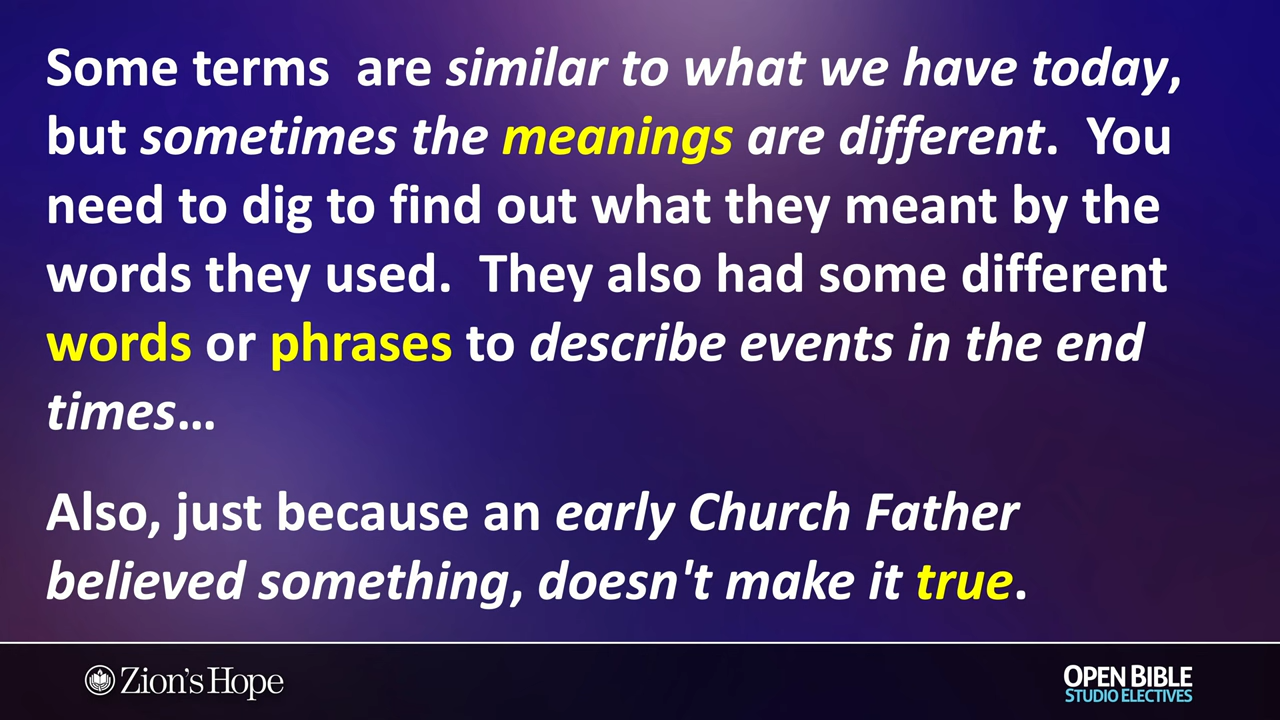 Some terms  are similar to what we have today,
but sometimes the meanings are different.  You
need to dig to find out what they meant by the
words they used.  They also had some different
words or phrases to describe events in the end
times…
Also, just because an early Church Father
believed something, doesn't make it true.
Zion's Hope
OPEN BIBLE
STUDIO ELECTIVES